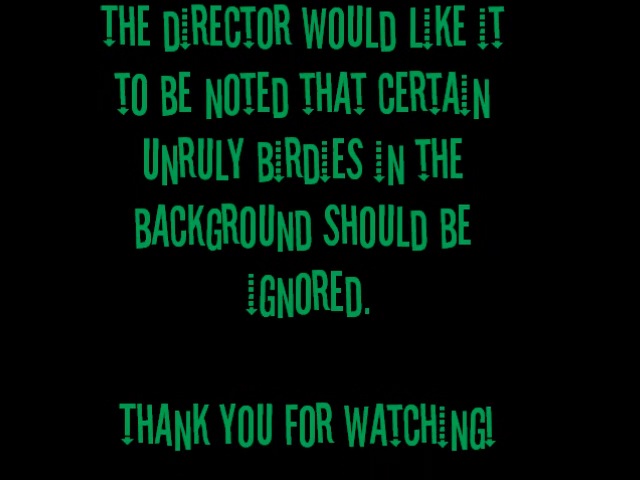 THE DIRECTOR WOULD LIKE IT
TO BE NOTED THAT CERTAIN
UNRULY BIRDIES IN THE
BACKGROUND SHOULD BE
IGNORED.
THANK YOU FOR WATCHING!